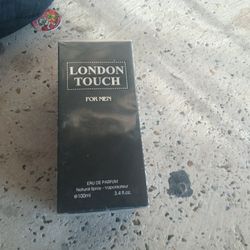 LONDON
TOUCH
FOR MEN
EAU DE PARFUM
Natural Spray - Vaporisateur
℮100ml 3.4 fl.oz.